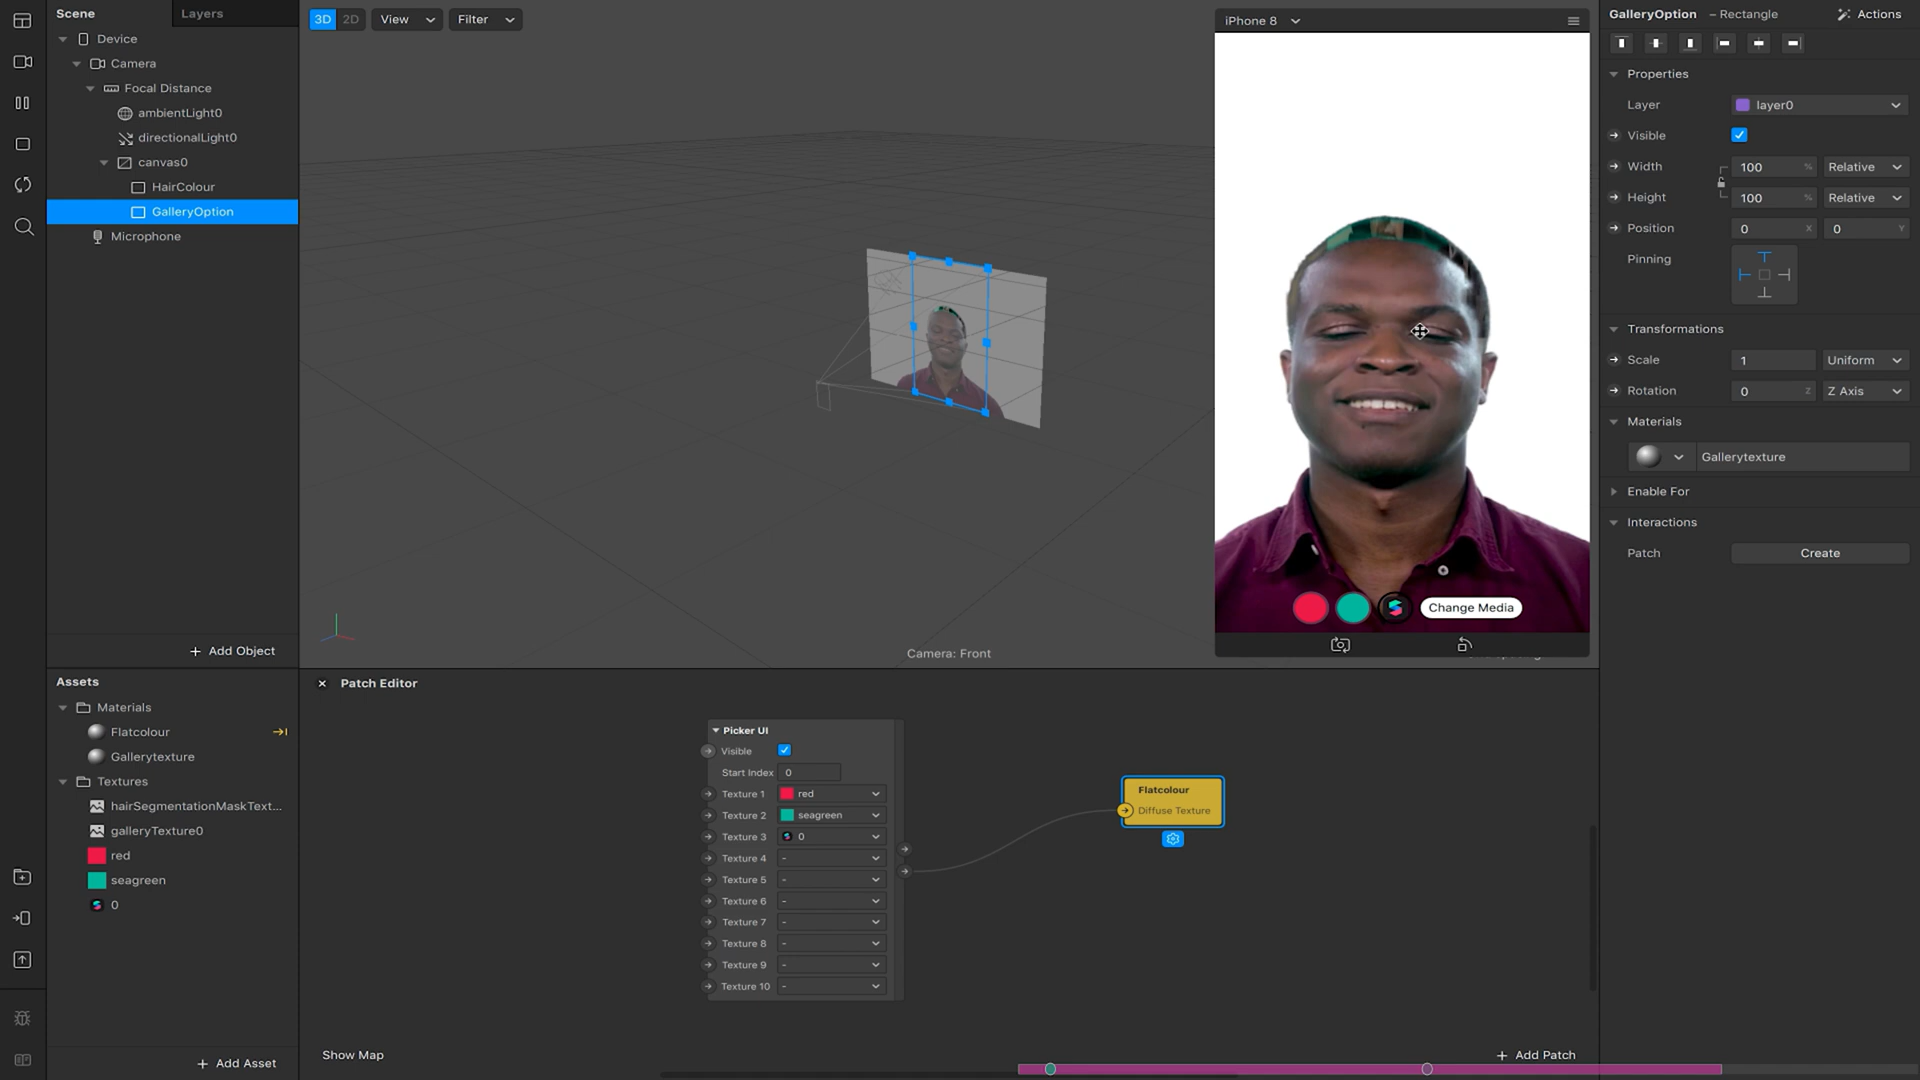 Scene
Layers
Device
Camera
Focal Distance
ambientLight0
directionalLight0
canvas0
HairColour
GalleryOption
Microphone
+ Add Object
3D 2D View Filter
Camera: Front
iPhone 8
Change Media
GalleryOption – Rectangle Actions
Properties
Layer layer0
Visible
Width 100 % Relative
Height 100 % Relative
Position 0 X 0 Y
Pinning
Transformations
Scale 1 Uniform
Rotation 0 Z Z Axis
Materials
Gallerytexture
Enable For
Interactions
Patch Create
Assets
Materials
Flatcolour
Gallerytexture
Textures
hairSegmentationMaskText...
galleryTexture0
red
seagreen
0
+ Add Asset
× Patch Editor
Picker UI
Visible
Start Index 0
Texture 1 red
Texture 2 seagreen
Texture 3 0
Texture 4 -
Texture 5 -
Texture 6 -
Texture 7 -
Texture 8 -
Texture 9 -
Texture 10 -
Flatcolour
Diffuse Texture
Show Map
+ Add Patch